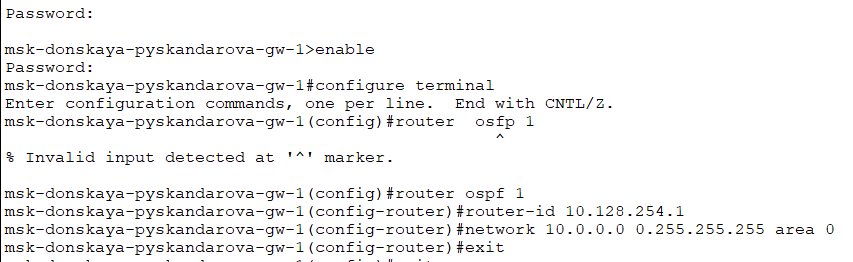 Password:
msk-donskaya-pyskandarova-gw-1>enable
Password:
msk-donskaya-pyskandarova-gw-1#configure terminal
Enter configuration commands, one per line.  End with CNTL/Z.
msk-donskaya-pyskandarova-gw-1(config)#router  osfp 1
^
% Invalid input detected at '^' marker.
msk-donskaya-pyskandarova-gw-1(config)#router ospf 1
msk-donskaya-pyskandarova-gw-1(config-router)#router-id 10.128.254.1
msk-donskaya-pyskandarova-gw-1(config-router)#network 10.0.0.0 0.255.255.255 area 0
msk-donskaya-pyskandarova-gw-1(config-router)#exit